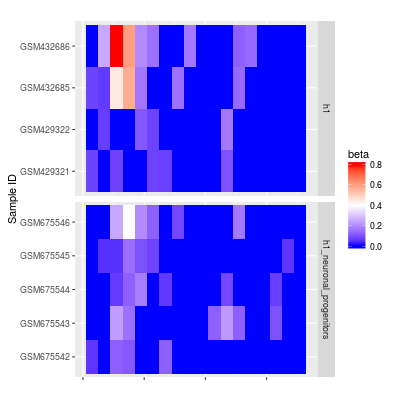 GSM432686
GSM432685
GSM429322
GSM429321
h1
GSM675546
GSM675545
GSM675544
GSM675543
GSM675542
h1_neuronal_progenitors
Sample ID
beta
0.8
0.6
0.4
0.2
0.0